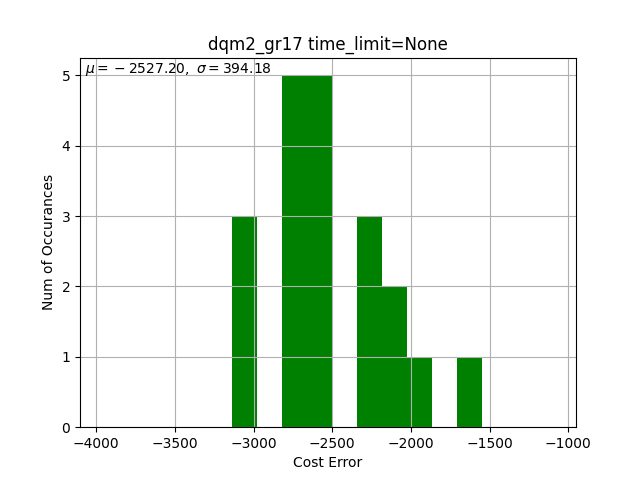 dqm2_gr17 time_limit=None
μ = −2527.20, σ = 394.18
5
4
3
2
1
0
Num of Occurances
−4000 −3500 −3000 −2500 −2000 −1500 −1000
Cost Error